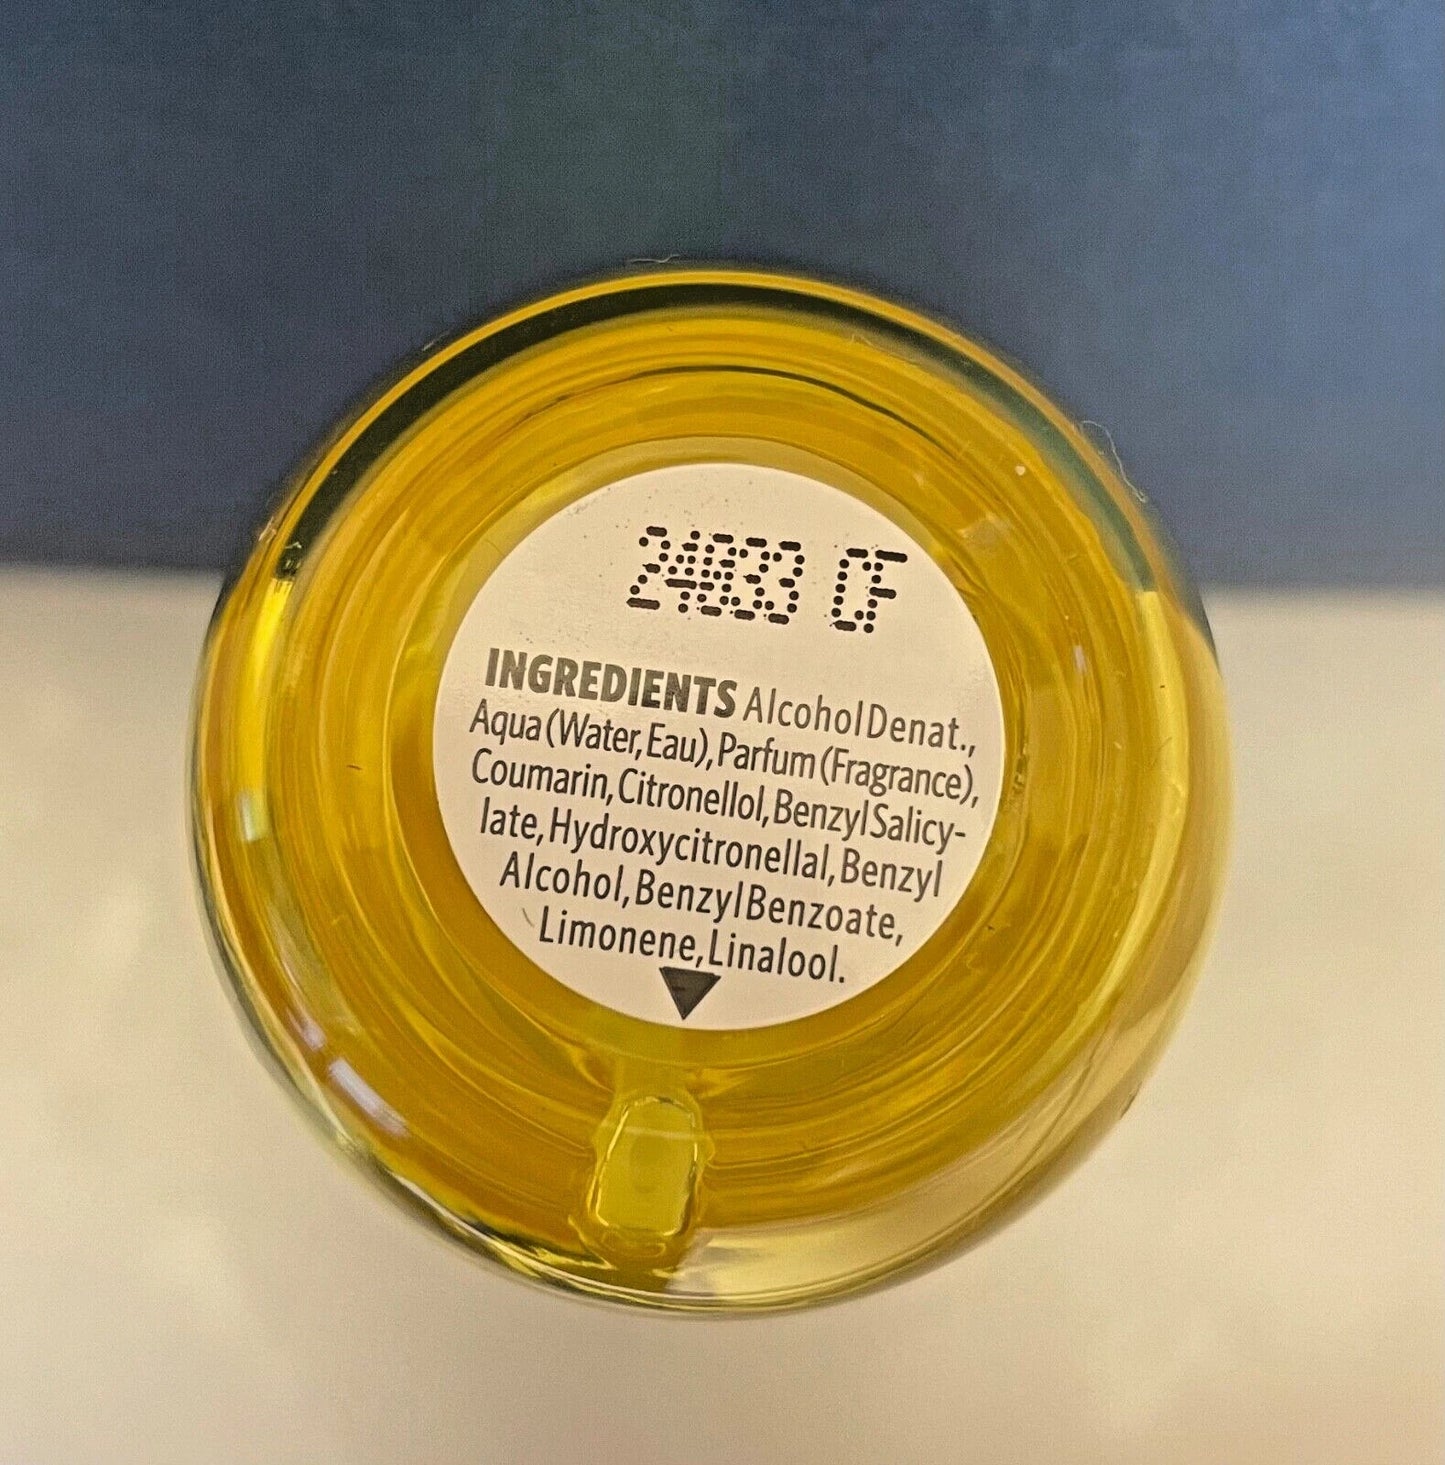 24033 CF
INGREDIENTS Alcohol Denat.,
Aqua (Water, Eau), Parfum (Fragrance),
Coumarin, Citronellol, Benzyl Salicy-
late, Hydroxycitronellal, Benzyl
Alcohol, Benzyl Benzoate,
Limonene, Linalool.